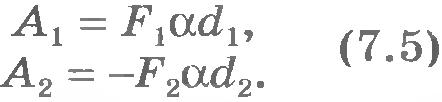 A₁ = F₁αd₁,
A₂ = –F₂αd₂.
(7.5)